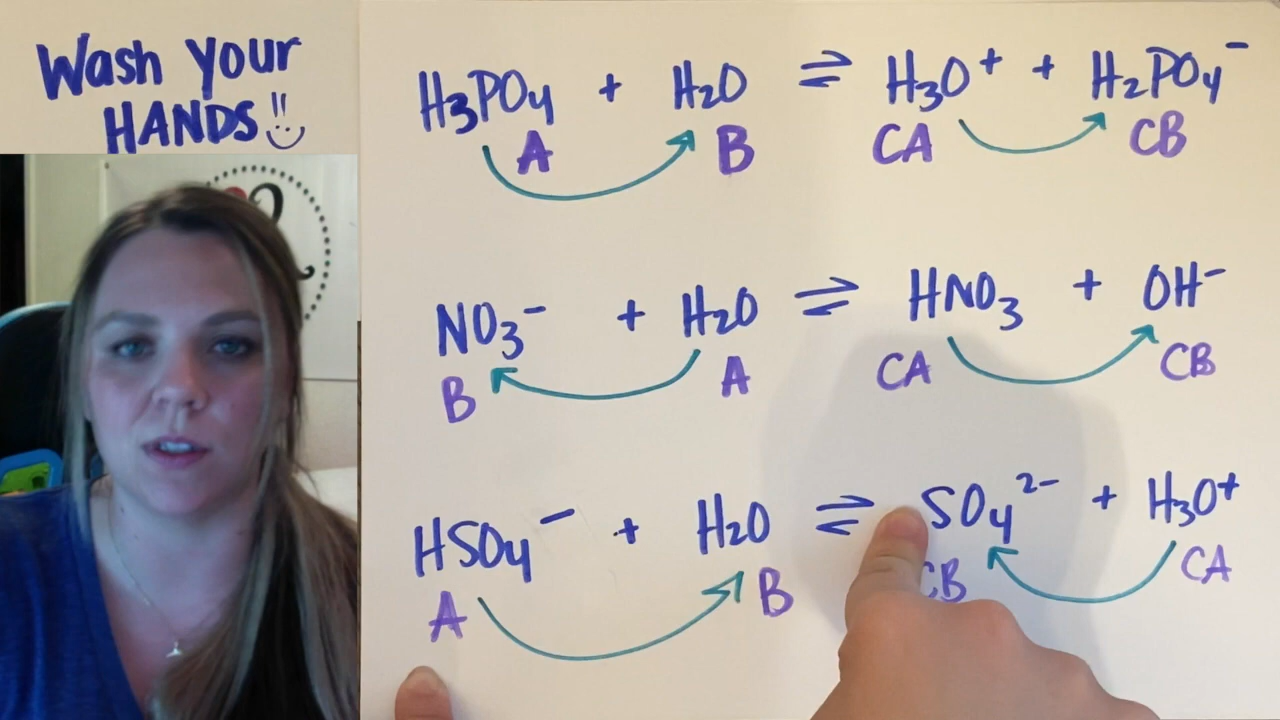 Wash your
HANDS
H₃PO₄ + H₂O ⇌ H₃O⁺ + H₂PO₄⁻
A B CA CB
NO₃⁻ + H₂O ⇌ HNO₃ + OH⁻
B A CA CB
HSO₄⁻ + H₂O ⇌ SO₄²⁻ + H₃O⁺
A B CB CA